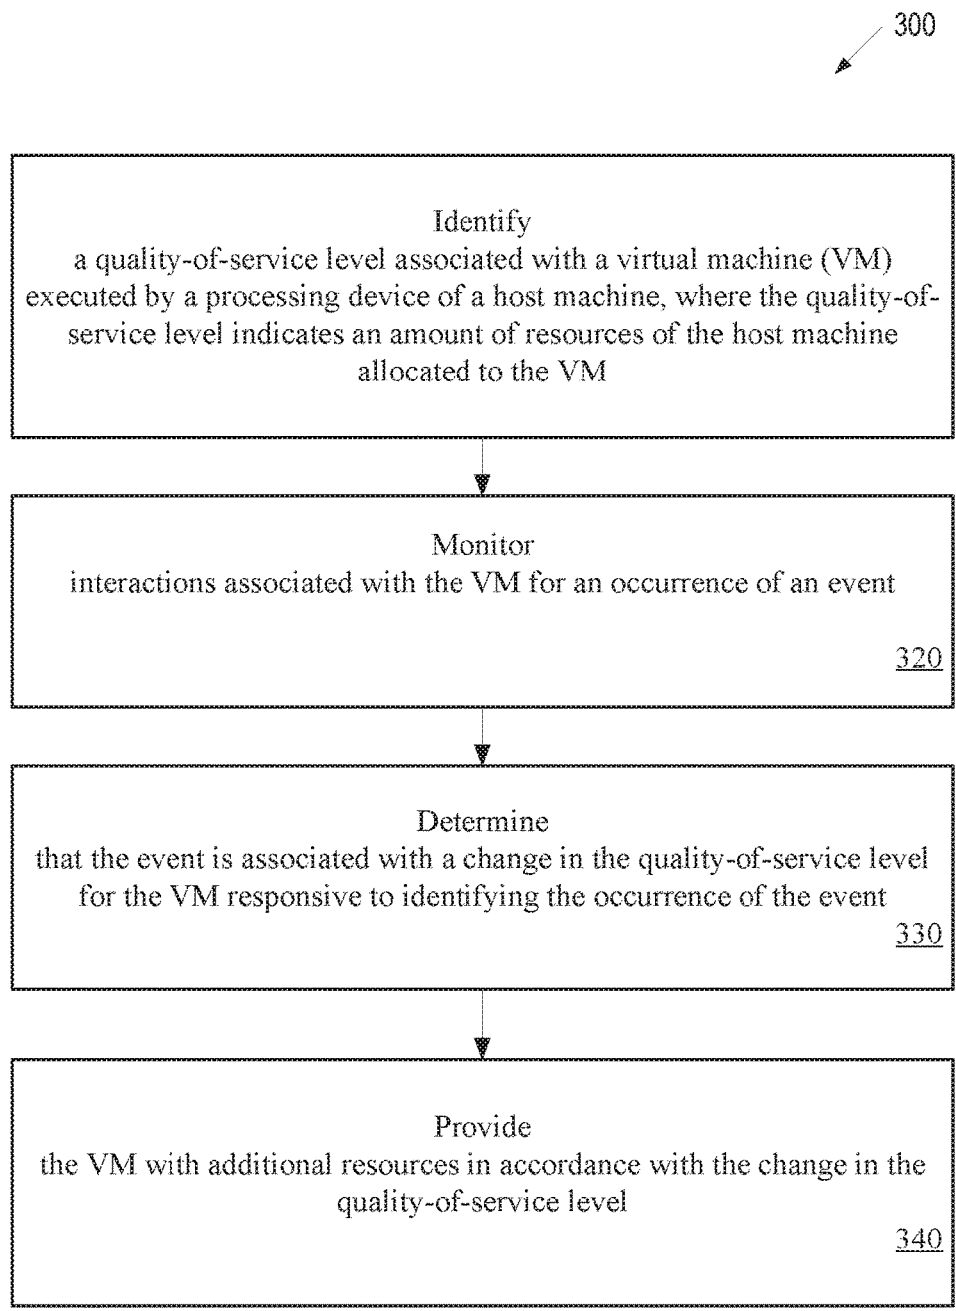 300
Identify
a quality-of-service level associated with a virtual machine (VM)
executed by a processing device of a host machine, where the quality-of-
service level indicates an amount of resources of the host machine
allocated to the VM
Monitor
interactions associated with the VM for an occurrence of an event
320
Determine
that the event is associated with a change in the quality-of-service level
for the VM responsive to identifying the occurrence of the event
330
Provide
the VM with additional resources in accordance with the change in the
quality-of-service level
340